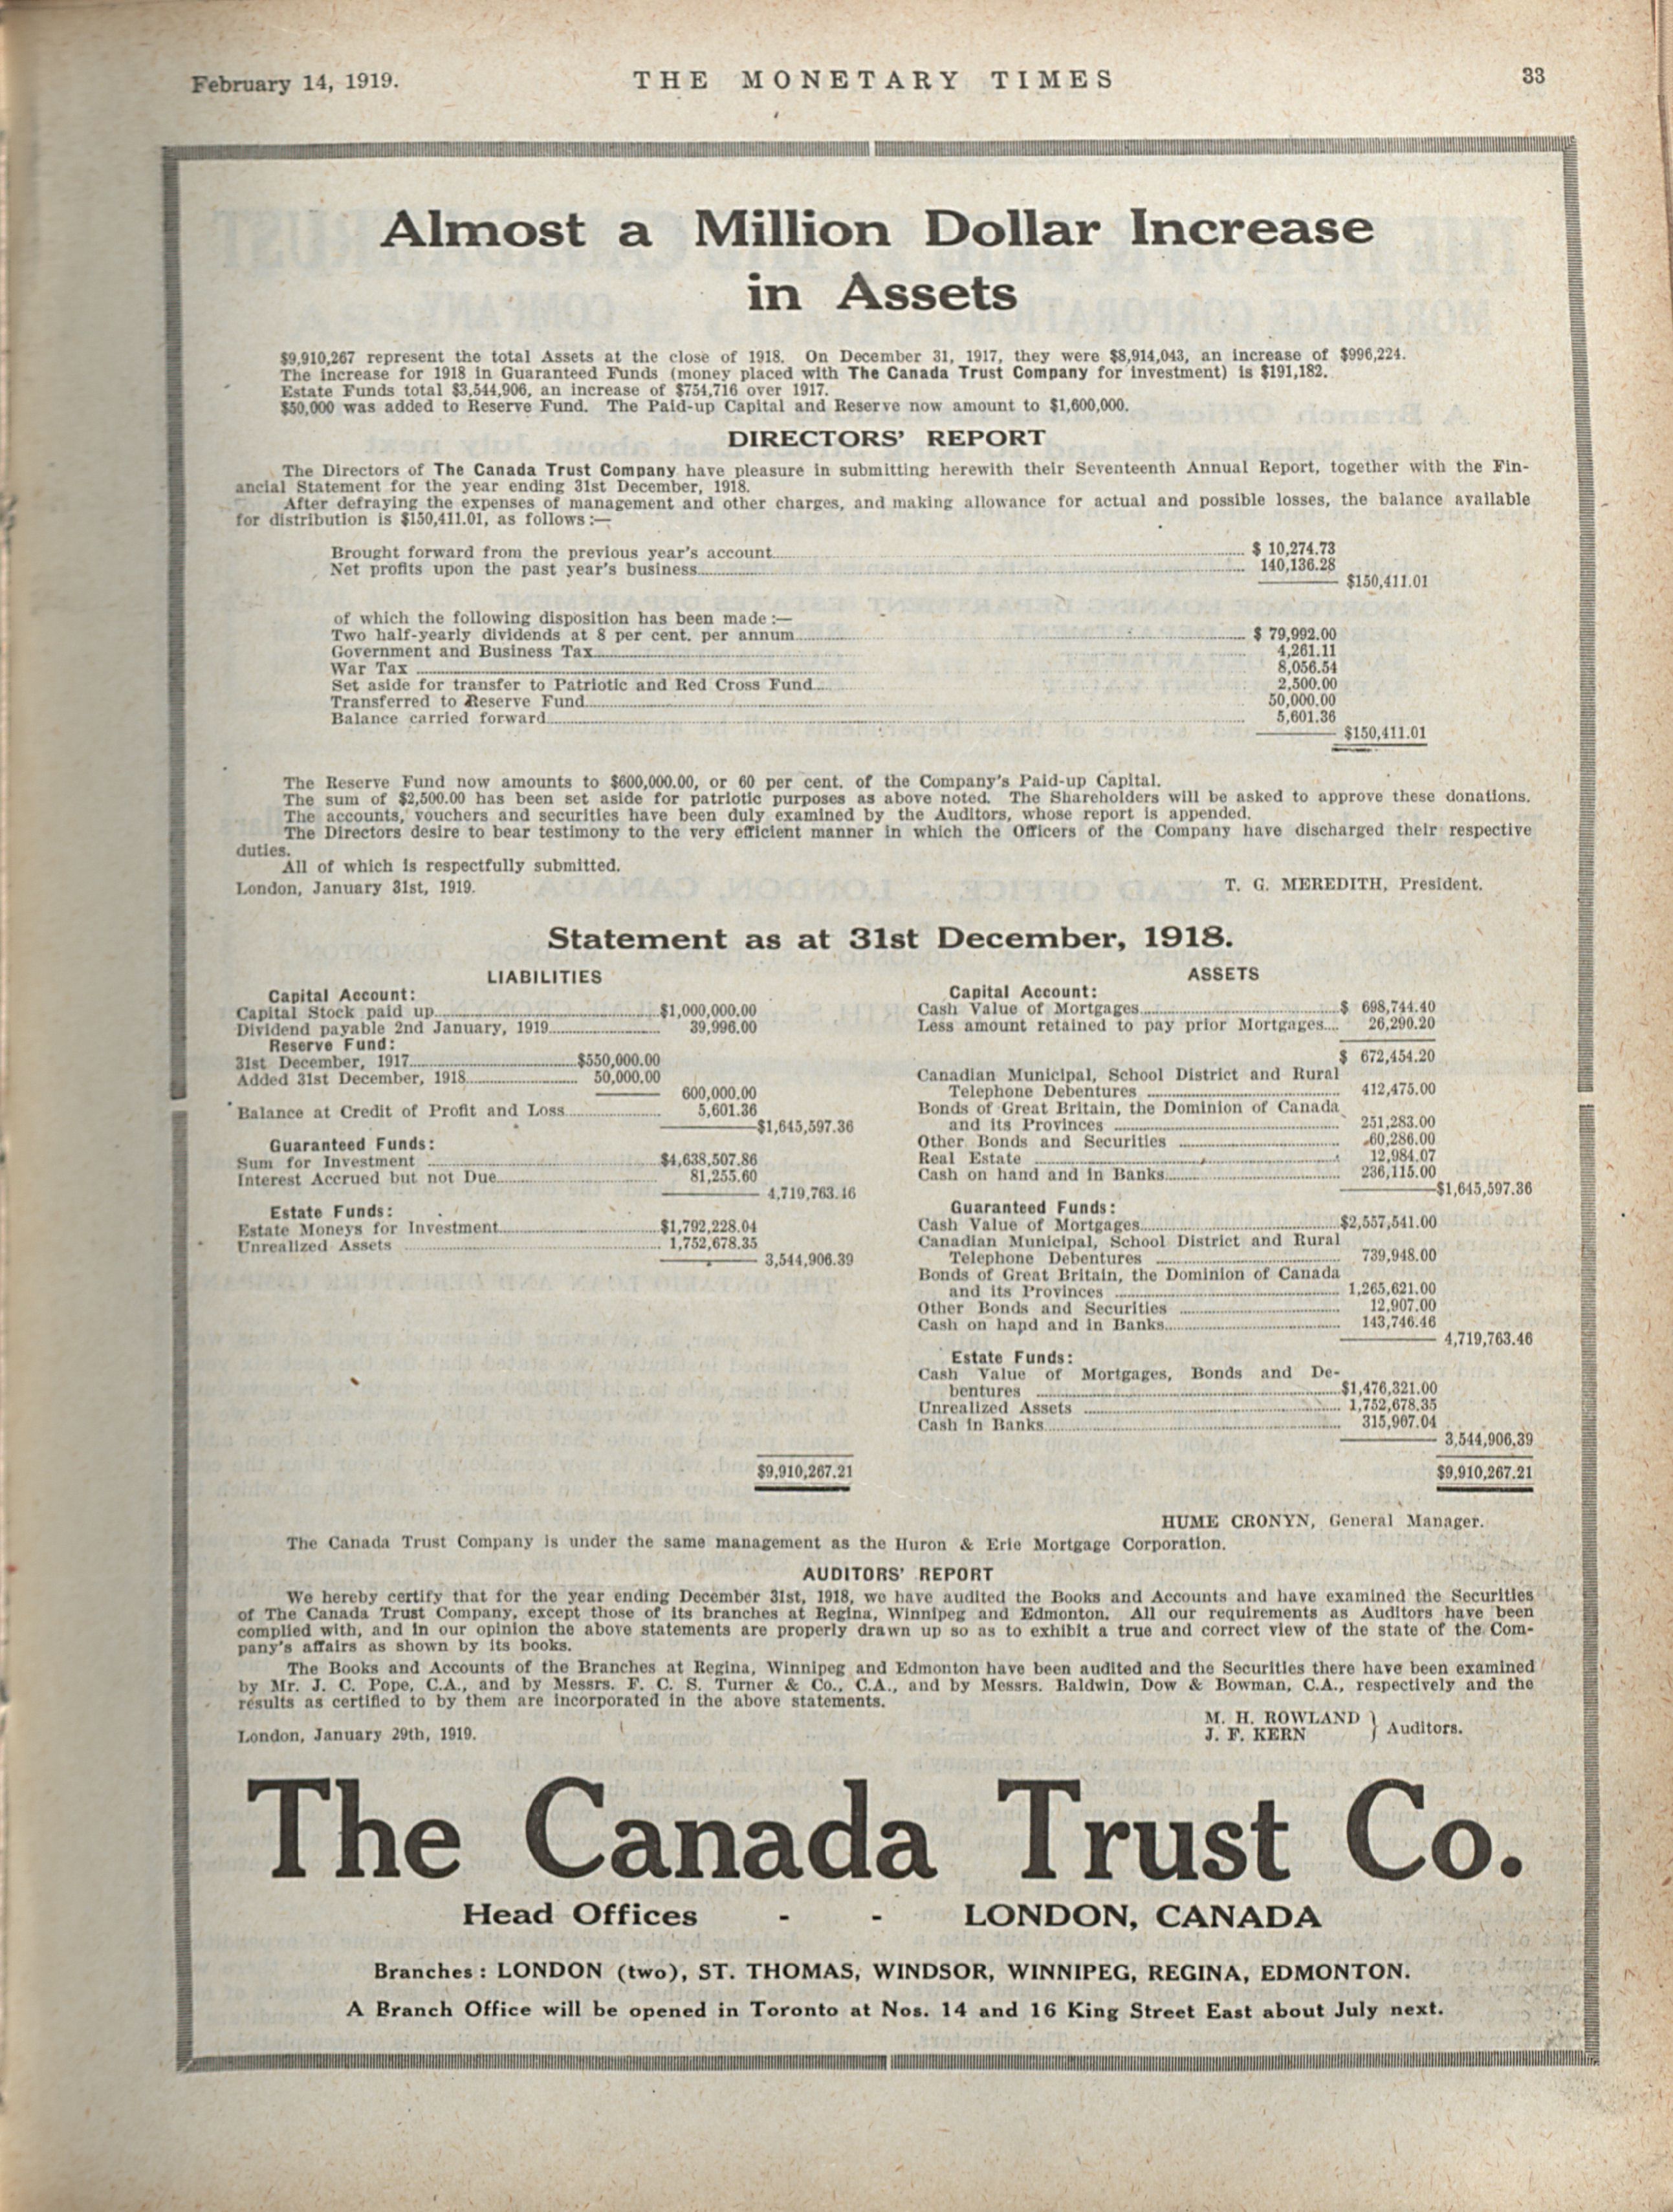 February 14, 1919.
THE MONETARY TIMES
33
Almost a Million Dollar Increase
in Assets
$9,910,267 represent the total Assets at the close of 1918. On December 31, 1917, they were $8,914,043, an increase of $996,224.
The increase for 1918 in Guaranteed Funds (money placed with The Canada Trust Company for investment) is $191,182.
Estate Funds total $3,544,906, an increase of $754,716 over 1917.
$50,000 was added to Reserve Fund. The Paid-up Capital and Reserve now amount to $1,600,000.
DIRECTORS' REPORT
The Directors of The Canada Trust Company have pleasure in submitting herewith their Seventeenth Annual Report, together with the Fin-
ancial Statement for the year ending 31st December, 1918.
After defraying the expenses of management and other charges, and making allowance for actual and possible losses, the balance available
for distribution is $150,411.01, as follows:—
Brought forward from the previous year's account $ 10,274.73
Net profits upon the past year's business 140,136.28
$150,411.01
of which the following disposition has been made:—
Two half-yearly dividends at 8 per cent. per annum $ 79,992.00
Government and Business Tax 4,261.11
War Tax 8,056.54
Set aside for transfer to Patriotic and Red Cross Fund 2,500.00
Transferred to Reserve Fund 50,000.00
Balance carried forward 5,601.36
$150,411.01
The Reserve Fund now amounts to $600,000.00, or 60 per cent. of the Company's Paid-up Capital.
The sum of $2,500.00 has been set aside for patriotic purposes as above noted. The Shareholders will be asked to approve these donations.
The accounts, vouchers and securities have been duly examined by the Auditors, whose report is appended.
The Directors desire to bear testimony to the very efficient manner in which the Officers of the Company have discharged their respective
duties.
All of which is respectfully submitted.
London, January 31st, 1919.
T. G. MEREDITH, President.
Statement as at 31st December, 1918.
LIABILITIES
Capital Account:
Capital Stock paid up $1,000,000.00
Dividend payable 2nd January, 1919 39,996.00
Reserve Fund:
31st December, 1917 $550,000.00
Added 31st December, 1918 50,000.00
600,000.00
Balance at Credit of Profit and Loss 5,601.36
$1,645,597.36
Guaranteed Funds:
Sum for Investment $4,638,507.86
Interest Accrued but not Due 81,255.60
4,719,763.46
Estate Funds:
Estate Moneys for Investment $1,792,228.04
Unrealized Assets 1,752,678.35
3,544,906.39
$9,910,267.21
ASSETS
Capital Account:
Cash Value of Mortgages $ 698,744.40
Less amount retained to pay prior Mortgages 26,290.20
$ 672,454.20
Canadian Municipal, School District and Rural
Telephone Debentures 412,475.00
Bonds of Great Britain, the Dominion of Canada
and its Provinces 251,283.00
Other Bonds and Securities 60,286.00
Real Estate 12,984.07
Cash on hand and in Banks 236,115.00
$1,645,597.36
Guaranteed Funds:
Cash Value of Mortgages $2,557,541.00
Canadian Municipal, School District and Rural
Telephone Debentures 739,948.00
Bonds of Great Britain, the Dominion of Canada
and its Provinces 1,265,621.00
Other Bonds and Securities 12,907.00
Cash on hapd and in Banks 143,746.46
4,719,763.46
Estate Funds:
Cash Value of Mortgages, Bonds and De-
bentures $1,476,321.00
Unrealized Assets 1,752,678.35
Cash in Banks 315,907.04
3,544,906.39
$9,910,267.21
HUME CRONYN, General Manager.
The Canada Trust Company is under the same management as the Huron & Erie Mortgage Corporation.
AUDITORS' REPORT
We hereby certify that for the year ending December 31st, 1918, we have audited the Books and Accounts and have examined the Securities
of The Canada Trust Company, except those of its branches at Regina, Winnipeg and Edmonton. All our requirements as Auditors have been
complied with, and in our opinion the above statements are properly drawn up so as to exhibit a true and correct view of the state of the Com-
pany's affairs as shown by its books.
The Books and Accounts of the Branches at Regina, Winnipeg and Edmonton have been audited and the Securities there have been examined
by Mr. J. C. Pope, C.A., and by Messrs. F. C. S. Turner & Co., C.A., and by Messrs. Baldwin, Dow & Bowman, C.A., respectively and the
results as certified to by them are incorporated in the above statements.
London, January 29th, 1919.
M. H. ROWLAND
J. F. KERN } Auditors.
The Canada Trust Co.
Head Offices - - LONDON, CANADA
Branches: LONDON (two), ST. THOMAS, WINDSOR, WINNIPEG, REGINA, EDMONTON.
A Branch Office will be opened in Toronto at Nos. 14 and 16 King Street East about July next.